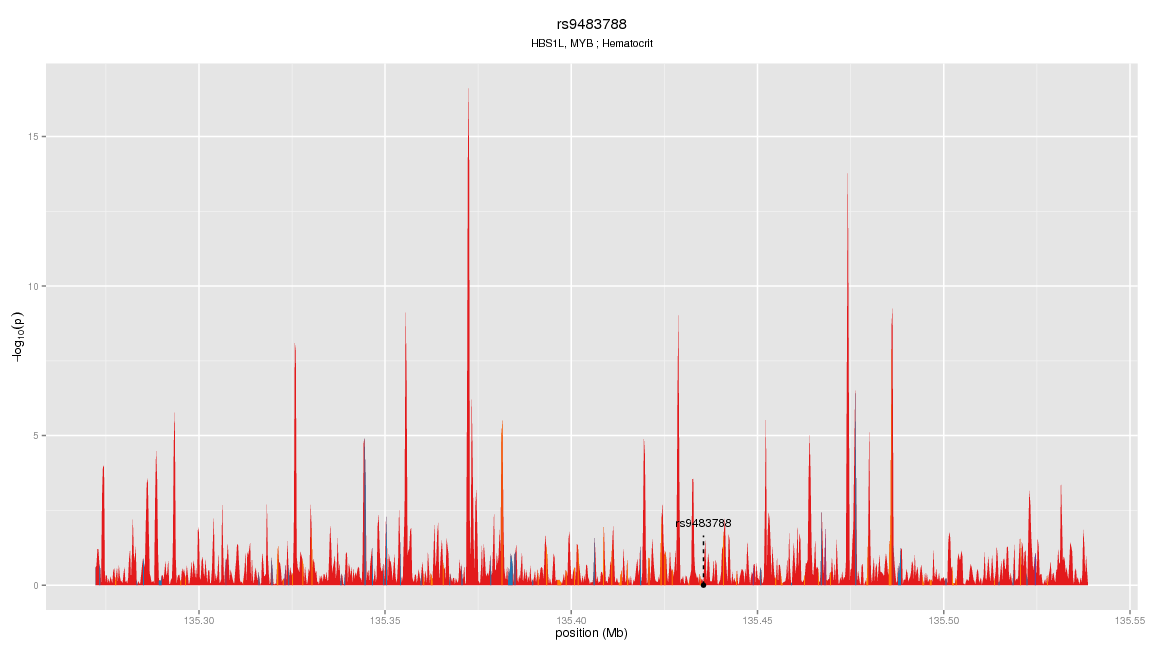 rs9483788
HBS1L, MYB ; Hematocrit
−log10(p)
15
10
5
0
rs9483788
135.30
135.35
135.40
135.45
135.50
135.55
position (Mb)